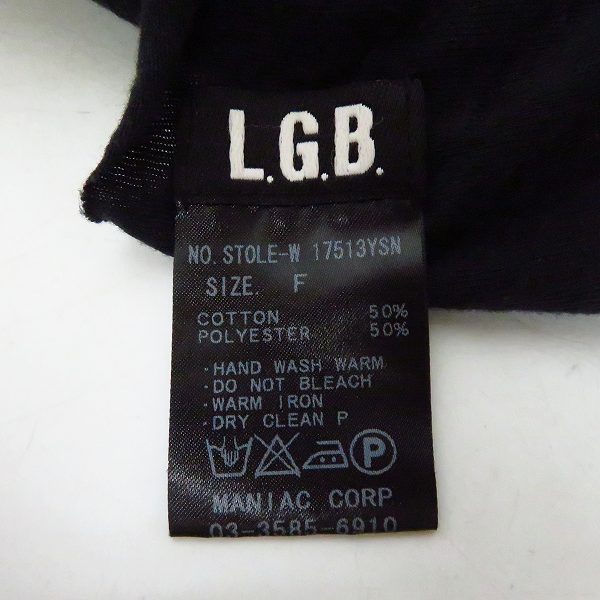 L.G.B.
NO. STOLE-W 17513YSN
SIZE. F
COTTON 50%
POLYESTER 50%
·HAND WASH WARM
·DO NOT BLEACH
·WARM IRON
·DRY CLEAN P
P
MANIAC CORP
03-3585-6910